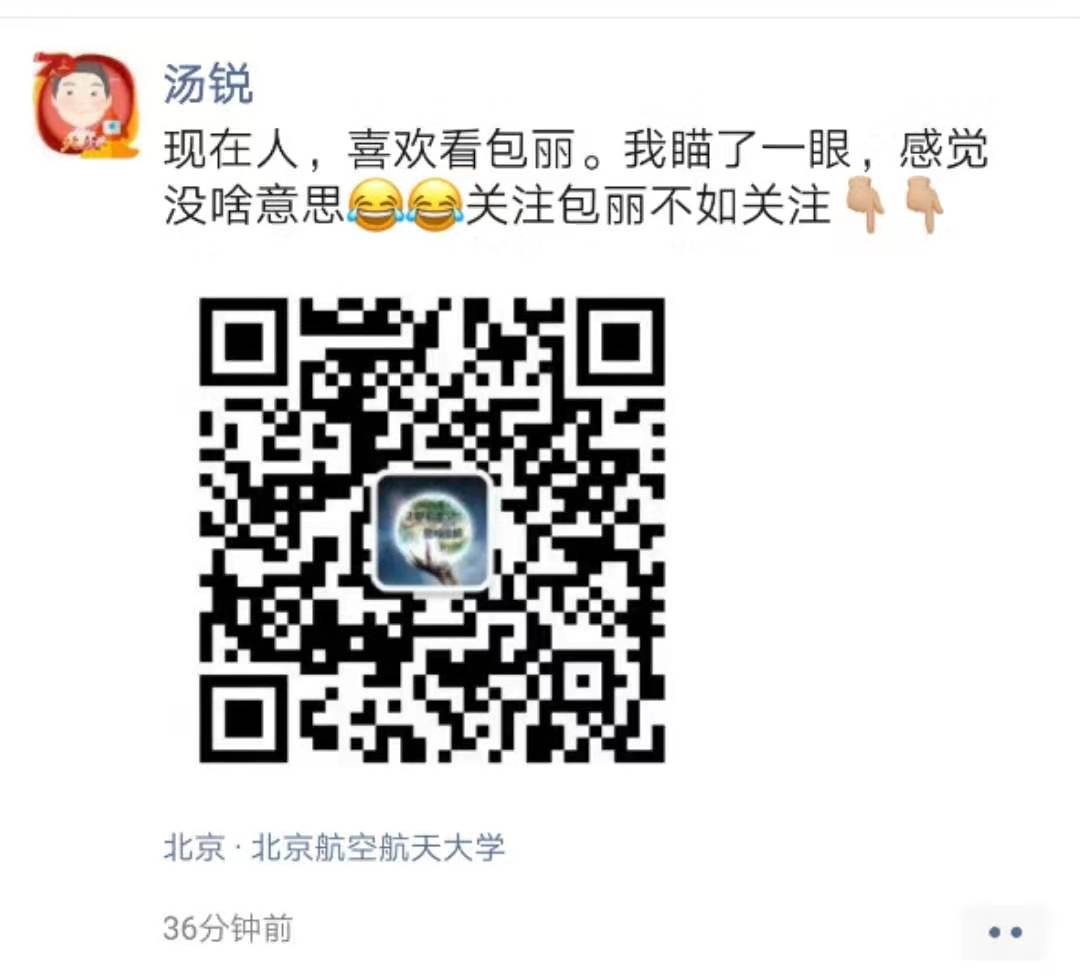 汤锐
现在人，喜欢看包丽。我瞄了一眼，感觉
没啥意思😂😂关注包丽不如关注👇🏼👇🏼
北京 · 北京航空航天大学
36分钟前